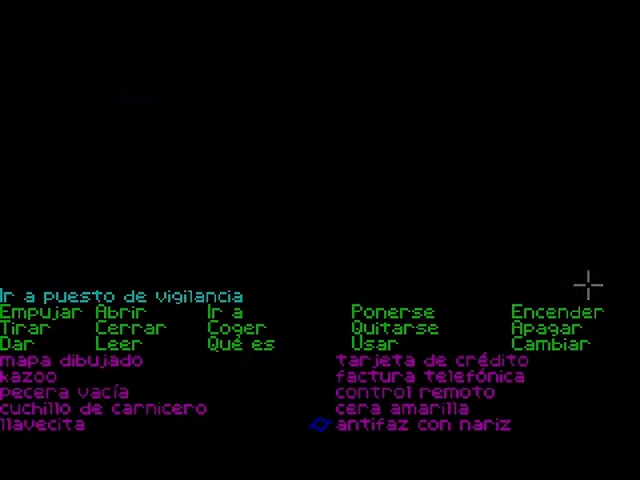 Ir a puesto de vigilancia
Empujar Abrir Ir a Ponerse Encender
Tirar Cerrar Coger Quitarse Apagar
Dar Leer Qué es Usar Cambiar
mapa dibujado tarjeta de crédito
kazoo factura telefónica
pecera vacía control remoto
cuchillo de carnicero cera amarilla
llavecita antifaz con nariz